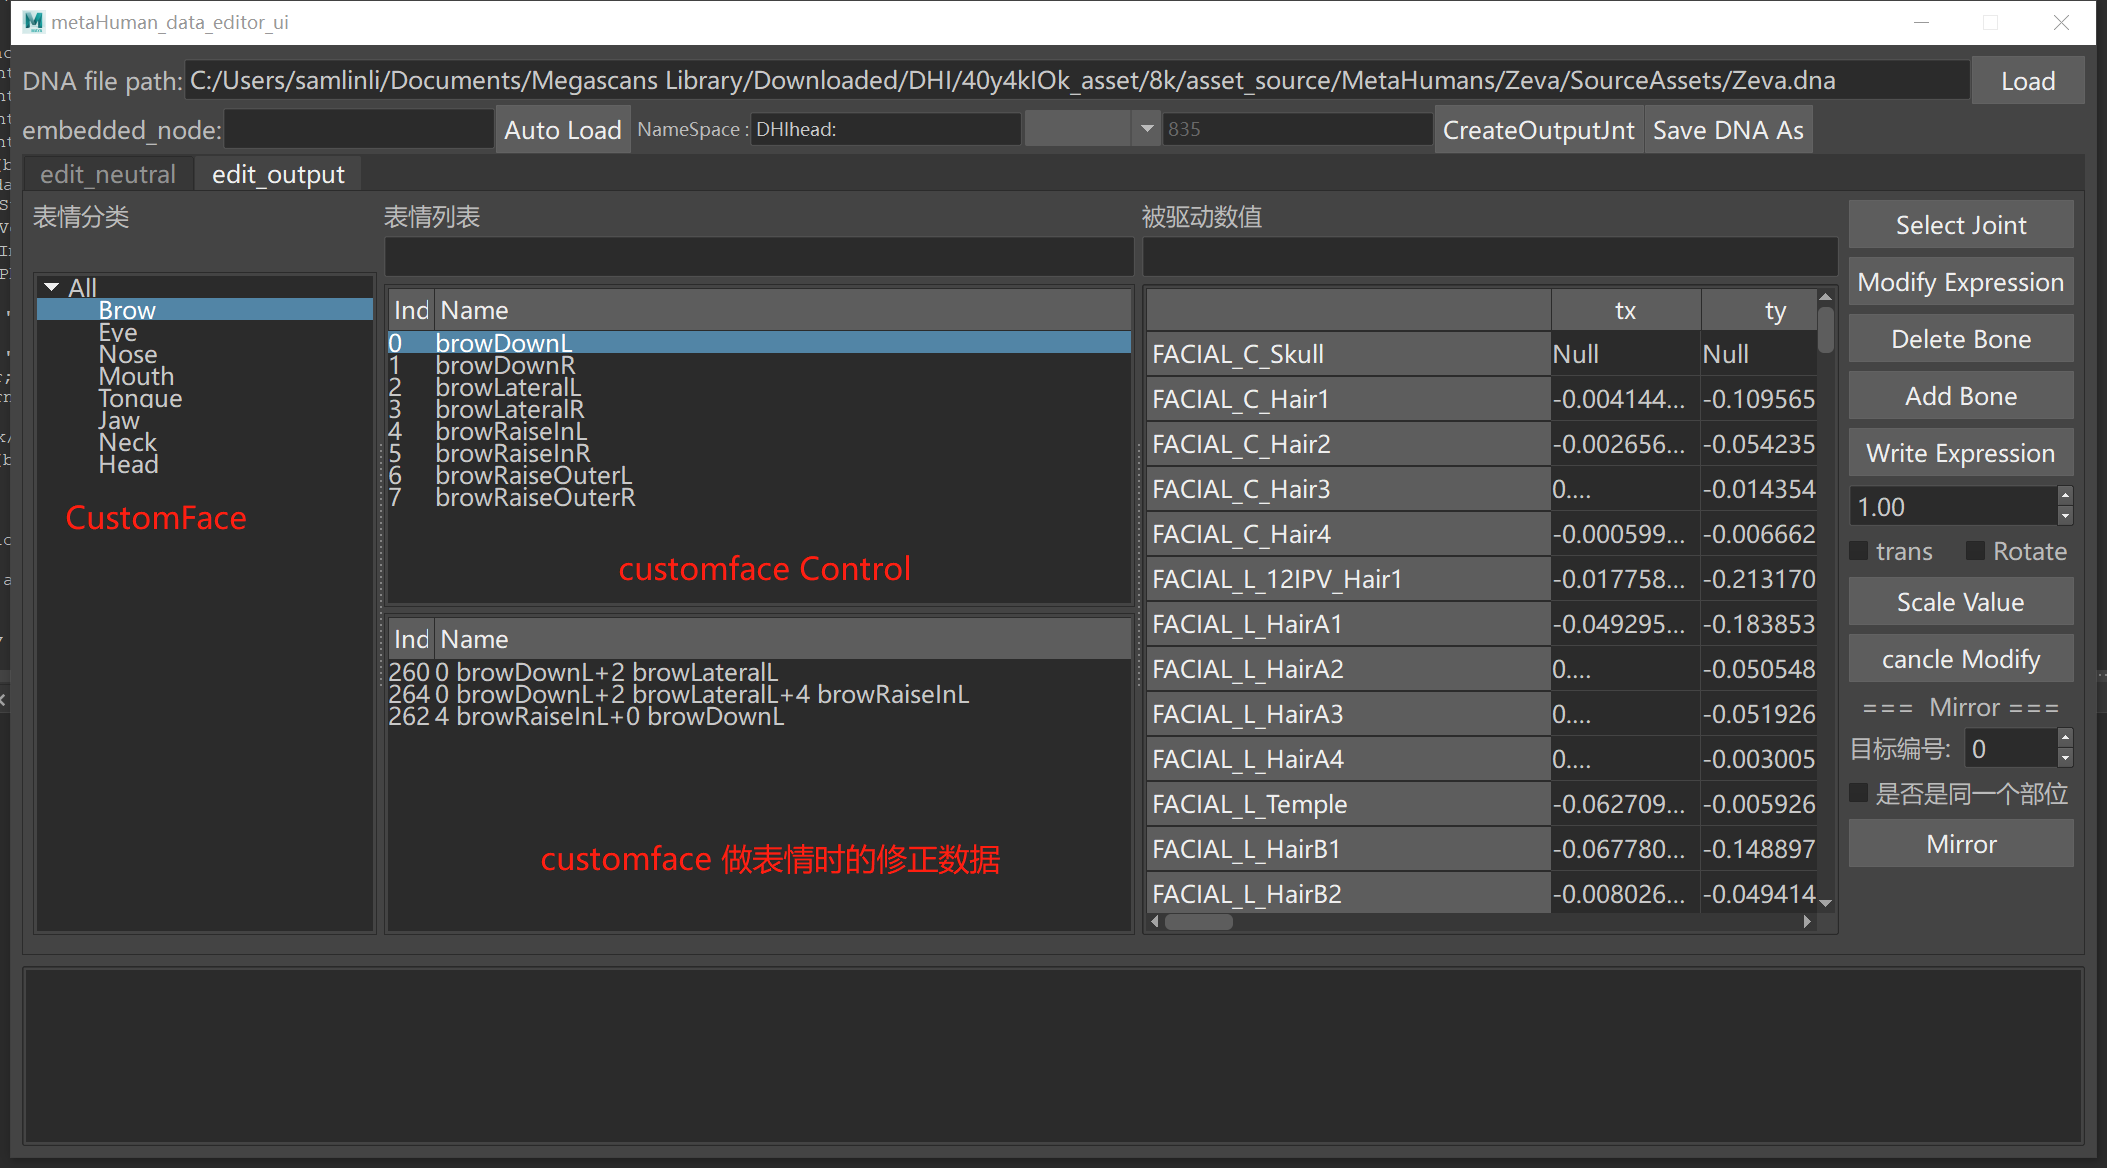 metaHuman_data_editor_ui
DNA file path: C:/Users/samlinli/Documents/Megascans Library/Downloaded/DHI/40y4kIOk_asset/8k/asset_source/MetaHumans/Zeva/SourceAssets/Zeva.dna Load
embedded_node: Auto Load NameSpace : DHIhead: 835 CreateOutputJnt Save DNA As
edit_neutral edit_output
表情分类
All
Brow
Eye
Nose
Mouth
Tongue
Jaw
Neck
Head
CustomFace
表情列表
Ind Name
0 browDownL
1 browDownR
2 browLateralL
3 browLateralR
4 browRaiseInL
5 browRaiseInR
6 browRaiseOuterL
7 browRaiseOuterR
customface Control
Ind Name
260 0 browDownL+2 browLateralL
264 0 browDownL+2 browLateralL+4 browRaiseInL
262 4 browRaiseInL+0 browDownL
customface 做表情时的修正数据
被驱动数值
tx ty
FACIAL_C_Skull Null Null
FACIAL_C_Hair1 -0.004144... -0.109565
FACIAL_C_Hair2 -0.002656... -0.054235
FACIAL_C_Hair3 0.... -0.014354
FACIAL_C_Hair4 -0.000599... -0.006662
FACIAL_L_12IPV_Hair1 -0.017758... -0.213170
FACIAL_L_HairA1 -0.049295... -0.183853
FACIAL_L_HairA2 0.... -0.050548
FACIAL_L_HairA3 0.... -0.051926
FACIAL_L_HairA4 0.... -0.003005
FACIAL_L_Temple -0.062709... -0.005926
FACIAL_L_HairB1 -0.067780... -0.148897
FACIAL_L_HairB2 -0.008026... -0.049414
Select Joint
Modify Expression
Delete Bone
Add Bone
Write Expression
1.00
trans Rotate
Scale Value
cancle Modify
=== Mirror ===
目标编号: 0
是否是同一个部位
Mirror